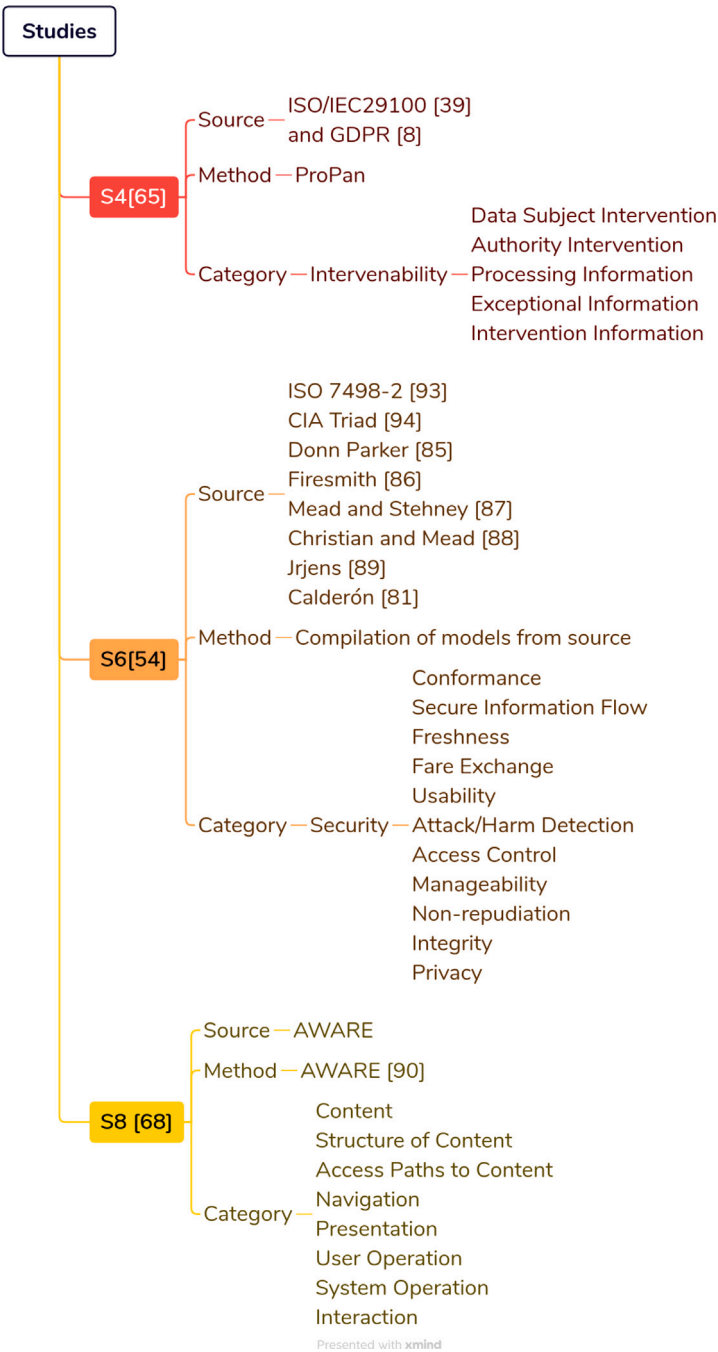 Studies
S4[65]
Source
ISO/IEC29100 [39]
and GDPR [8]
Method
ProPan
Category
Intervenability
Data Subject Intervention
Authority Intervention
Processing Information
Exceptional Information
Intervention Information
S6[54]
Source
ISO 7498-2 [93]
CIA Triad [94]
Donn Parker [85]
Firesmith [86]
Mead and Stehney [87]
Christian and Mead [88]
Jrjens [89]
Calderón [81]
Method
Compilation of models from source
Category
Security
Conformance
Secure Information Flow
Freshness
Fare Exchange
Usability
Attack/Harm Detection
Access Control
Manageability
Non-repudiation
Integrity
Privacy
S8 [68]
Source
AWARE
Method
AWARE [90]
Category
Content
Structure of Content
Access Paths to Content
Navigation
Presentation
User Operation
System Operation
Interaction
Presented with xmind